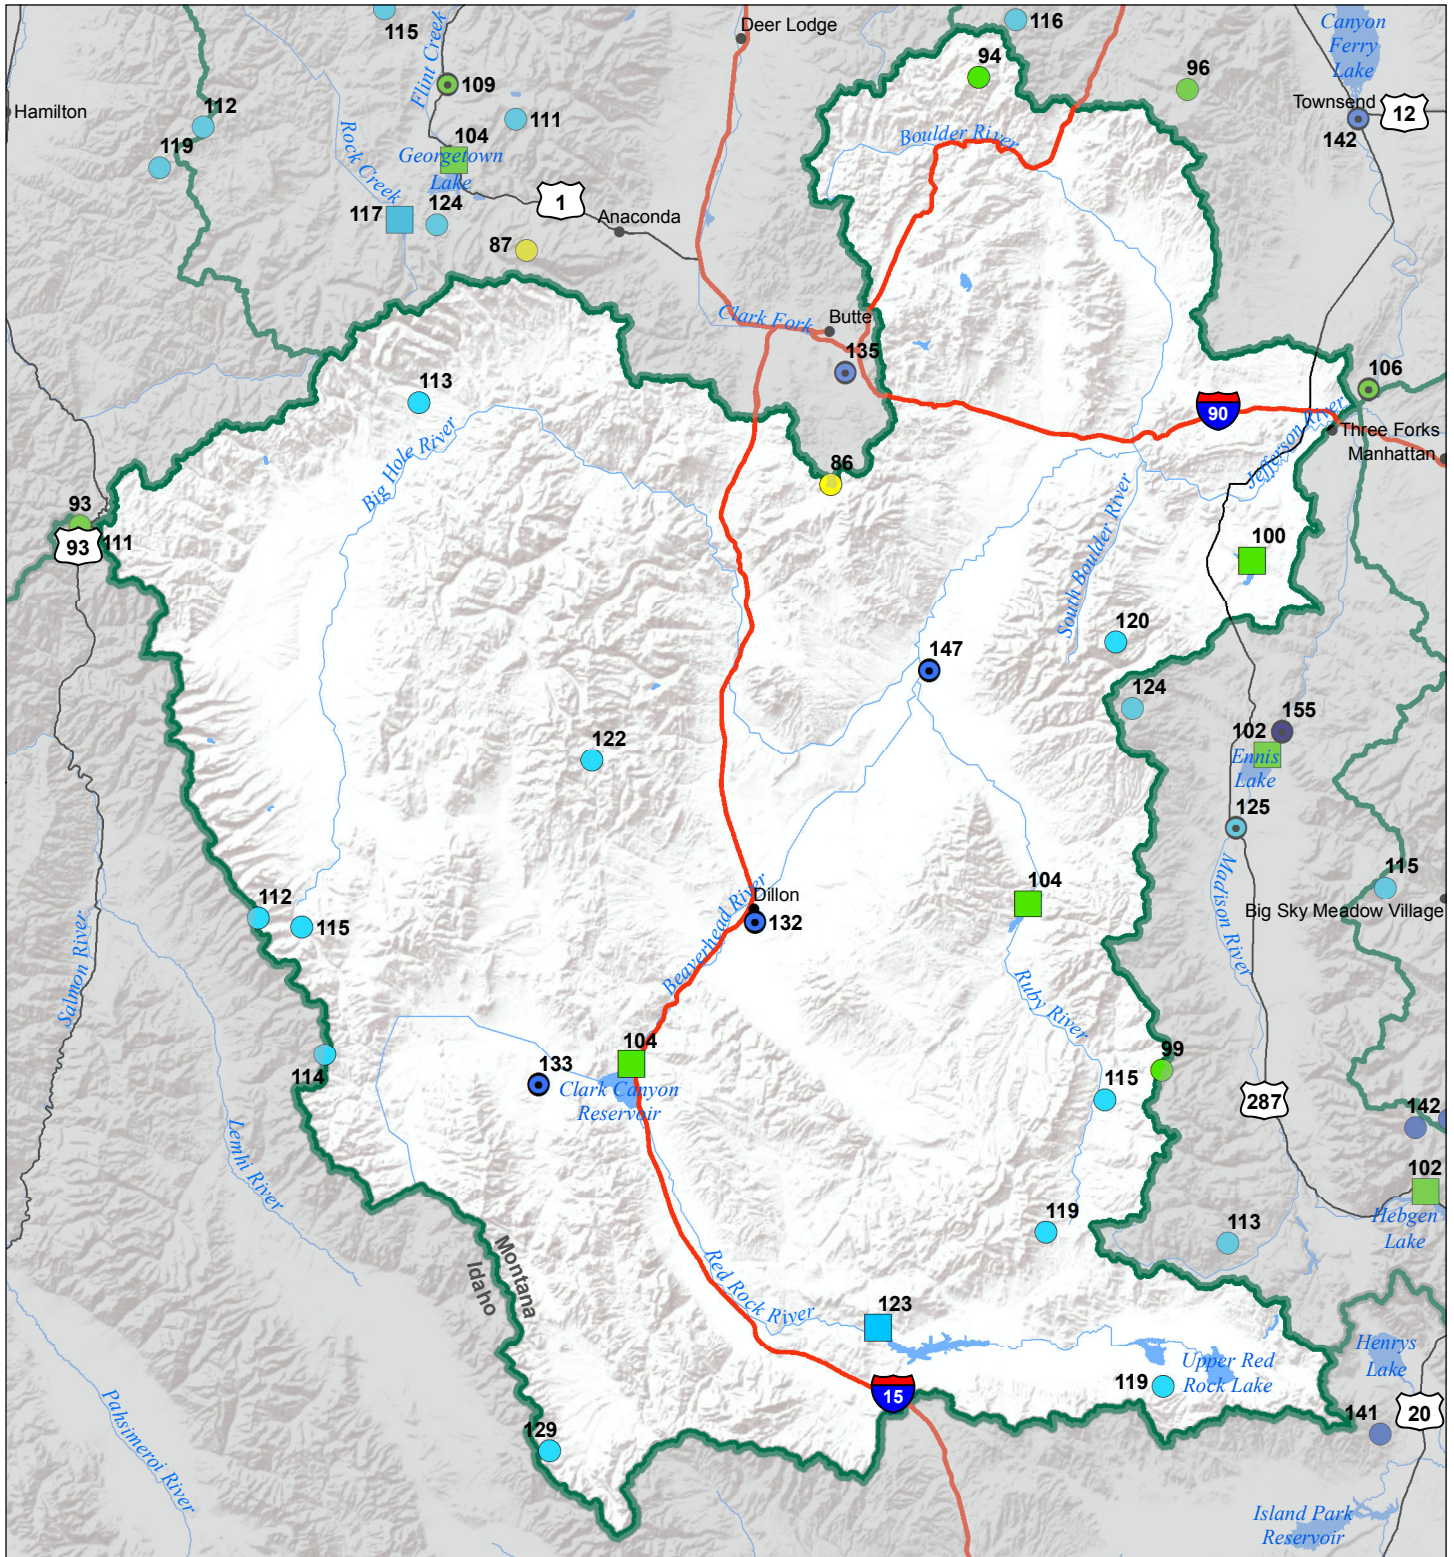 115
Flint Creek
Deer Lodge
116
Canyon
Ferry
Lake
94
96
109
Hamilton
112
111
Townsend
12
142
119
Rock Creek
104
Georgetown
Lake
Boulder River
117
124
1
Anaconda
87
Clark Fork
Butte
135
113
106
90
Jefferson River
Three Forks
Manhattan
Big Hole River
86
93
93
111
South Boulder River
100
120
147
124
122
155
102
Ennis
Lake
125
Madison River
115
Big Sky Meadow Village
112
115
Beaverhead River
Dillon
132
104
Salmon River
Ruby River
114
133
104
Clark Canyon
Reservoir
115
99
287
142
Lemhi River
102
Hebgen
Lake
119
113
Montana
Idaho
Red Rock River
123
Upper Red
Rock Lake
119
Henrys
Lake
15
20
141
129
Pahsimeroi River
Island Park
Reservoir